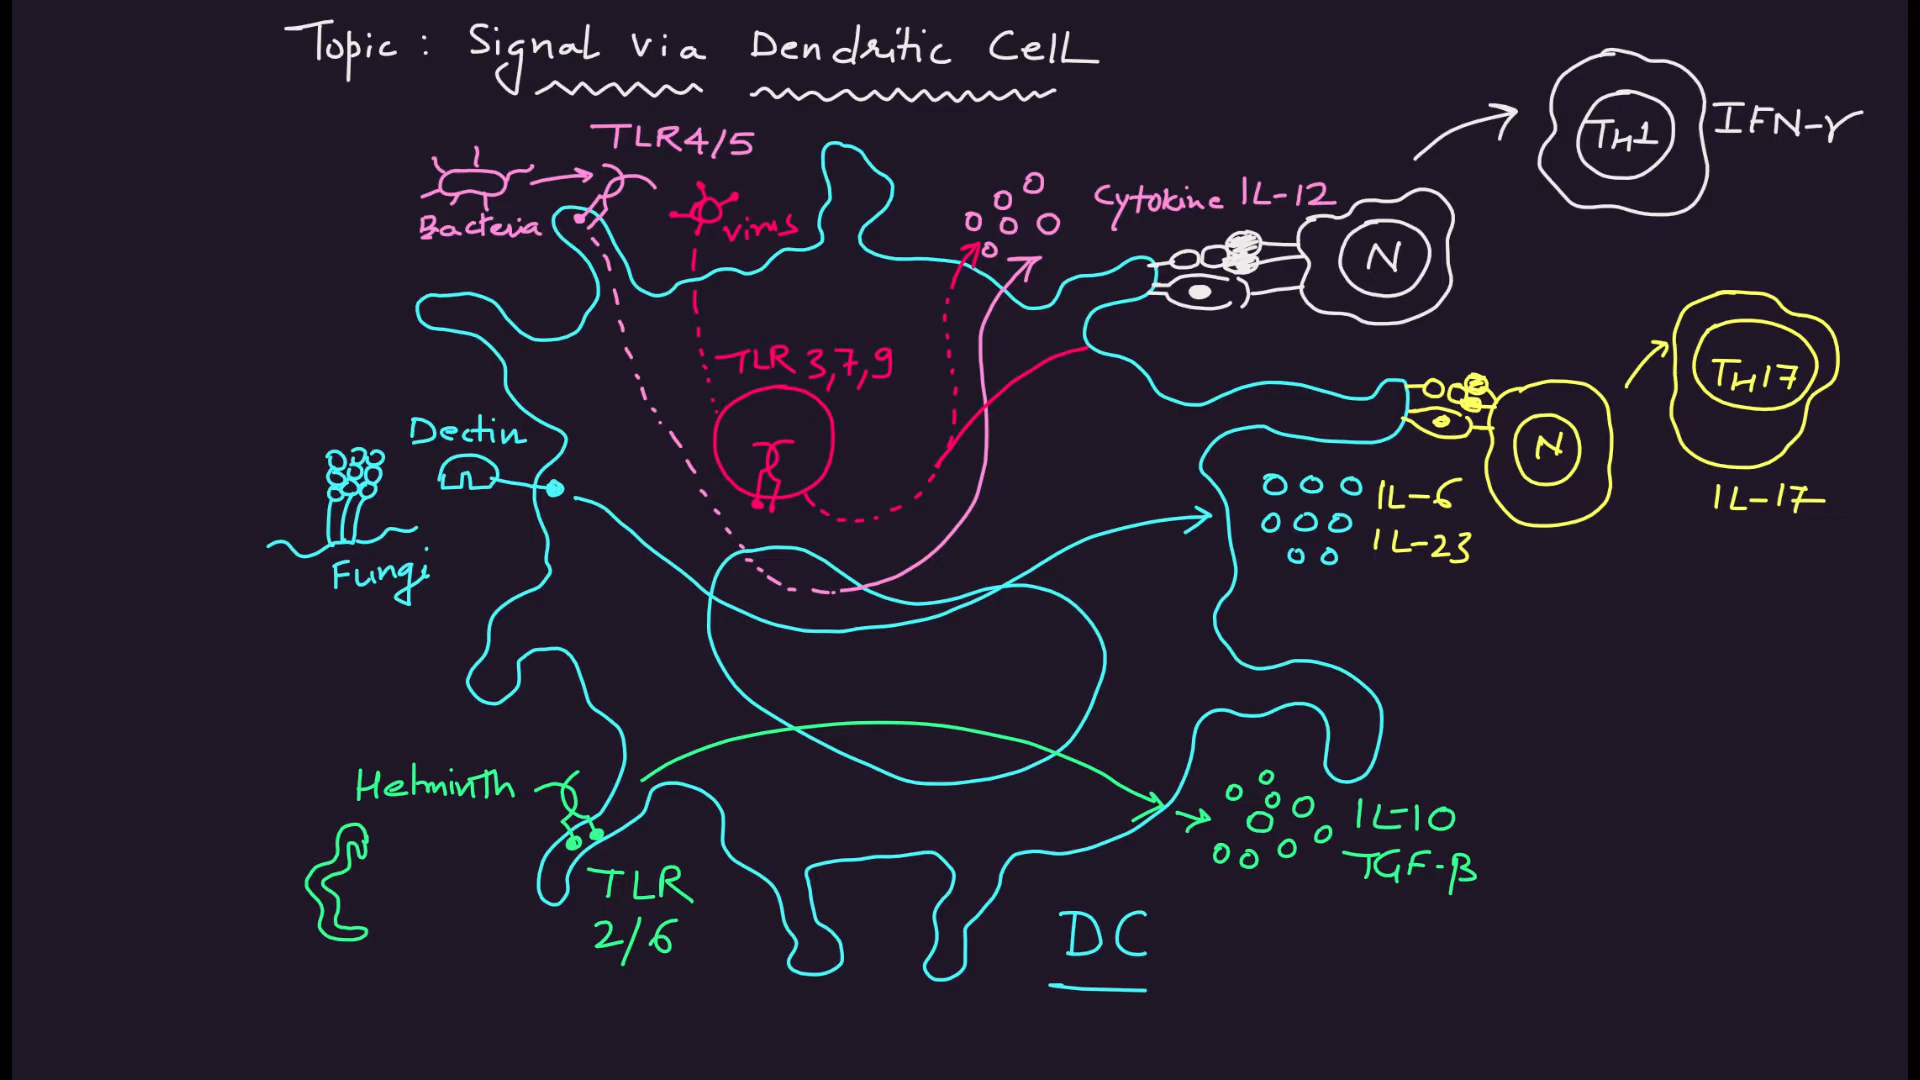 Topic : Signal via Dendritic Cell
TLR4/5
Bacteria
virus
Cytokine IL-12
N
TH1
IFN-γ
TLR 3,7,9
Dectin
Fungi
N
TH17
IL-17
IL-6
IL-23
Helminth
TLR
2/6
IL-10
TGF-β
DC